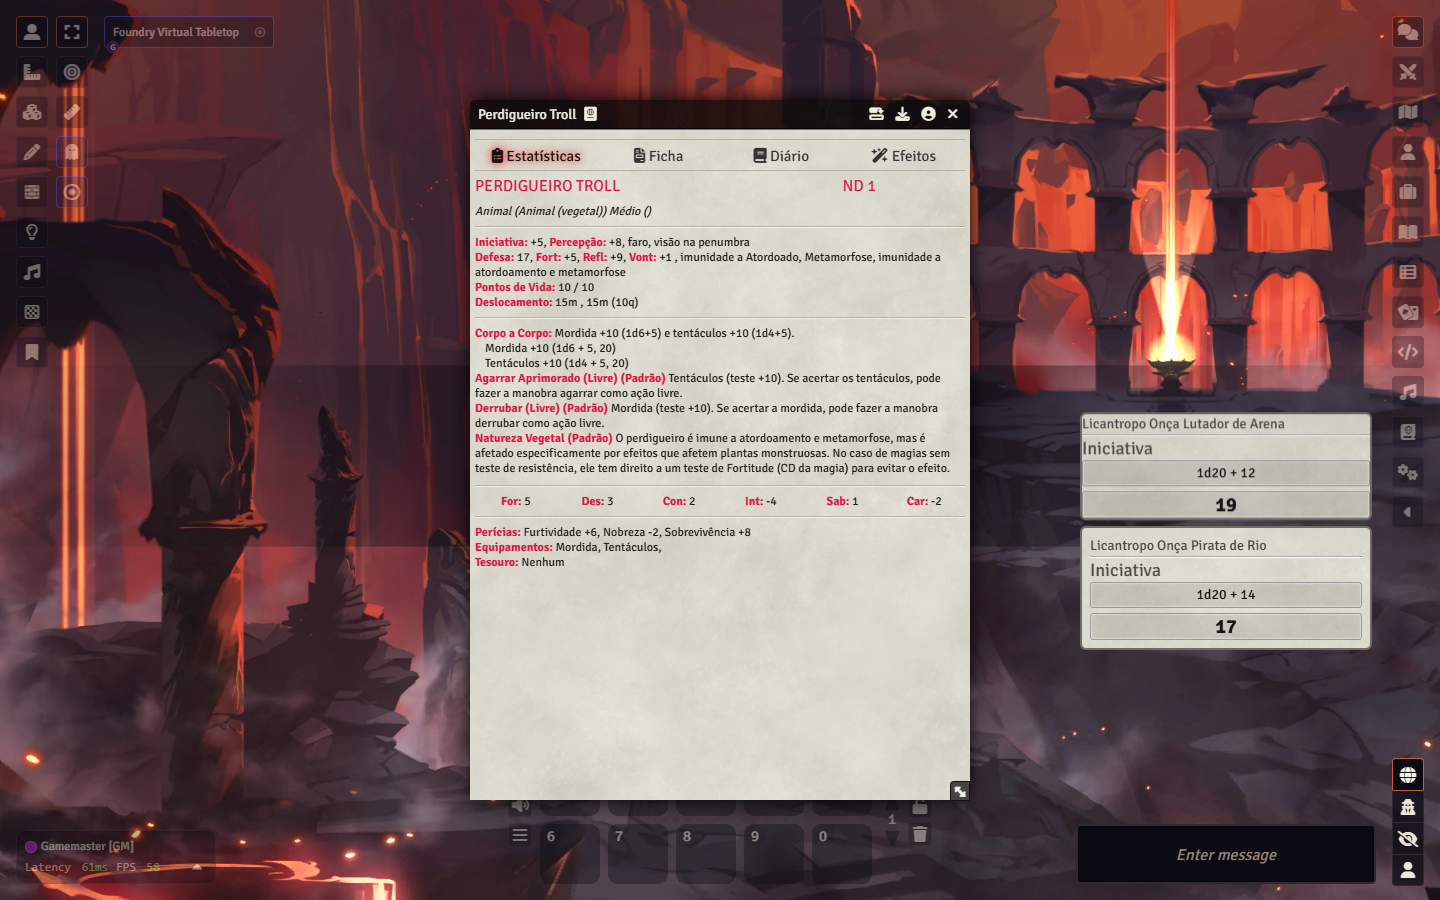 Foundry Virtual Tabletop
G
Perdigueiro Troll
Estatísticas
Ficha
Diário
Efeitos
PERDIGUEIRO TROLL
ND 1
Animal (Animal (vegetal)) Médio ()
Iniciativa: +5, Percepção: +8, faro, visão na penumbra
Defesa: 17, Fort: +5, Refl: +9, Vont: +1 , imunidade a Atordoado, Metamorfose, imunidade a
atordoamento e metamorfose
Pontos de Vida: 10 / 10
Deslocamento: 15m , 15m (10q)
Corpo a Corpo: Mordida +10 (1d6+5) e tentáculos +10 (1d4+5).
Mordida +10 (1d6 + 5, 20)
Tentáculos +10 (1d4 + 5, 20)
Agarrar Aprimorado (Livre) (Padrão) Tentáculos (teste +10). Se acertar os tentáculos, pode
fazer a manobra agarrar como ação livre.
Derrubar (Livre) (Padrão) Mordida (teste +10). Se acertar a mordida, pode fazer a manobra
derrubar como ação livre.
Natureza Vegetal (Padrão) O perdigueiro é imune a atordoamento e metamorfose, mas é
afetado especificamente por efeitos que afetem plantas monstruosas. No caso de magias sem
teste de resistência, ele tem direito a um teste de Fortitude (CD da magia) para evitar o efeito.
For: 5
Des: 3
Con: 2
Int: -4
Sab: 1
Car: -2
Perícias: Furtividade +6, Nobreza -2, Sobrevivência +8
Equipamentos: Mordida, Tentáculos,
Tesouro: Nenhum
Licantropo Onça Lutador de Arena
Iniciativa
1d20 + 12
19
Licantropo Onça Pirata de Rio
Iniciativa
1d20 + 14
17
1
6
7
8
9
0
Gamemaster [GM]
Latency 61ms FPS 58
Enter message